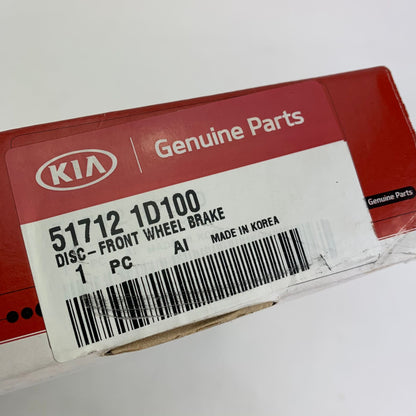 KIA
Genuine Parts
51712 1D100
DISC-FRONT WHEEL BRAKE
1 PC AI MADE IN KOREA
Genuine Parts